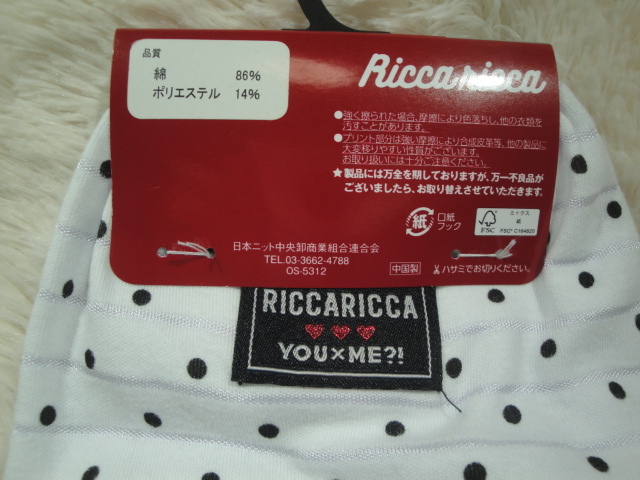 品質
綿 86%
ポリエステル 14%
Ricca ricca
●強く擦られた場合、摩擦により色落ちし、他の衣類を
汚すことがあります。
●プリント部分は強い摩擦により合成皮革等、他の製品に
大変移りやすい性質がございます。
お取り扱いには十分ご注意ください。
★製品には万全を期しておりますが、万一不良品が
ございましたら、お取り替えさせていただきます。
紙
口紙
フック
FSC
ミックス
紙
FSC® C164620
日本ニット中央卸商業組合連合会
TEL.03-3662-4788
OS-5312
中国製
ハサミでお切りください。
RICCARICCA
YOU×ME?!